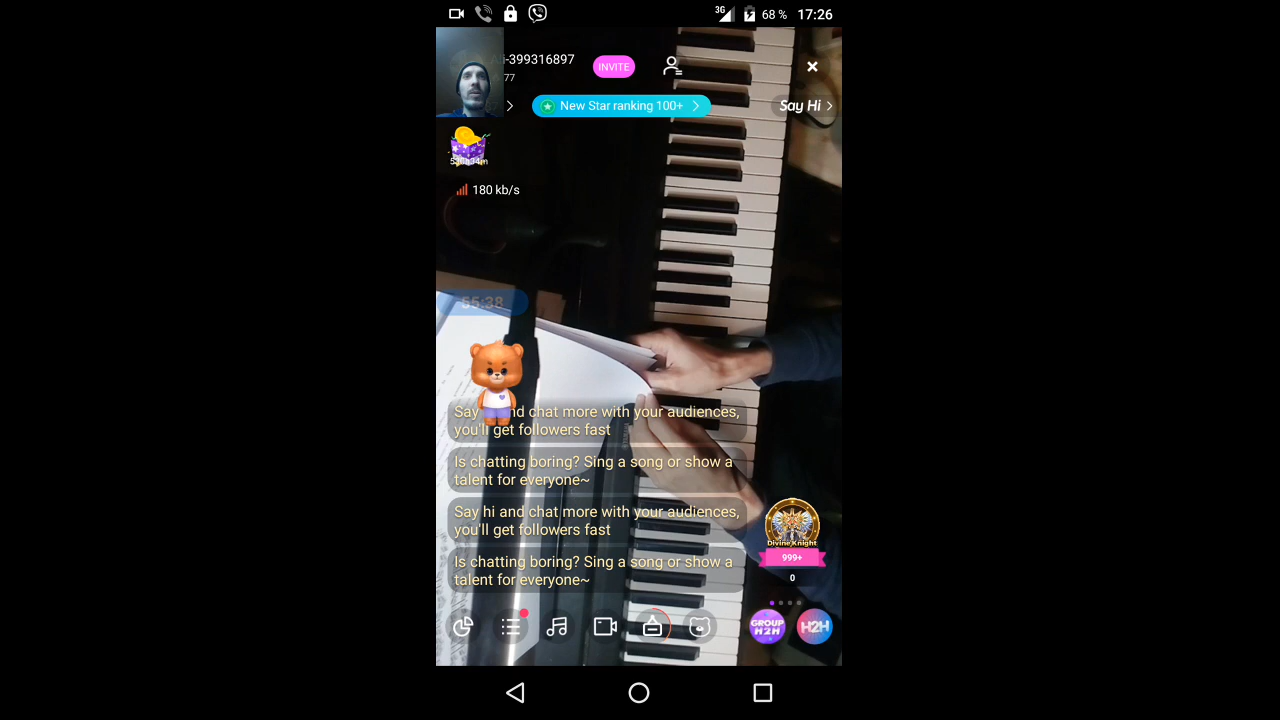 3G
68 %
17:26
-399316897
77
INVITE
New Star ranking 100+
Say Hi
180 kb/s
55:38
Say
nd chat more with your audiences,
you'll get followers fast
Is chatting boring? Sing a song or show a
talent for everyone~
Say hi and chat more with your audiences,
you'll get followers fast
Is chatting boring? Sing a song or show a
talent for everyone~
Divine Knight
999+
0
GROUP
H2H
H2H